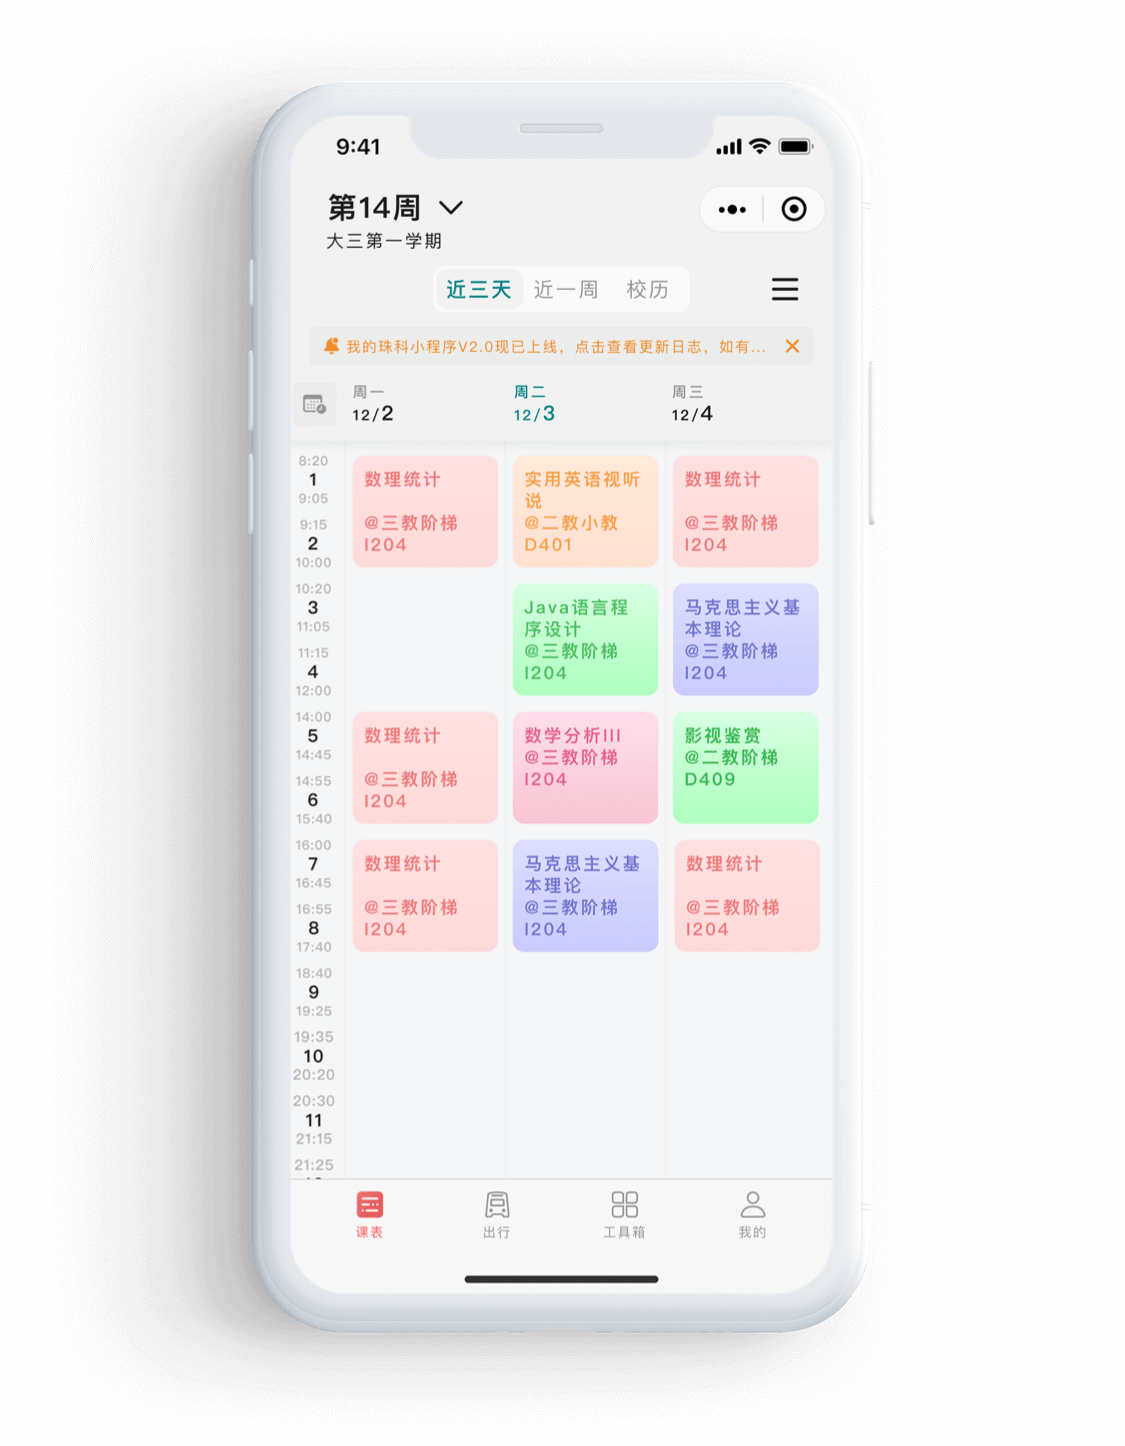 9:41
第14周
大三第一学期
近三天 近一周 校历
我的珠科小程序V2.0现已上线，点击查看更新日志，如有...
周一 周二 周三
12/2 12/3 12/4
8:20
1
9:05
9:15
2
10:00
数理统计
@三教阶梯
I204
实用英语视听
说
@二教小教
D401
数理统计
@三教阶梯
I204
10:20
3
11:05
11:15
4
12:00
Java语言程
序设计
@三教阶梯
I204
马克思主义基
本理论
@三教阶梯
I204
14:00
5
14:45
14:55
6
15:40
数理统计
@三教阶梯
I204
数学分析III
@三教阶梯
I204
影视鉴赏
@二教阶梯
D409
16:00
7
16:45
16:55
8
17:40
数理统计
@三教阶梯
I204
马克思主义基
本理论
@三教阶梯
I204
数理统计
@三教阶梯
I204
18:40
9
19:25
19:35
10
20:20
20:30
11
21:15
21:25
课表 出行 工具箱 我的